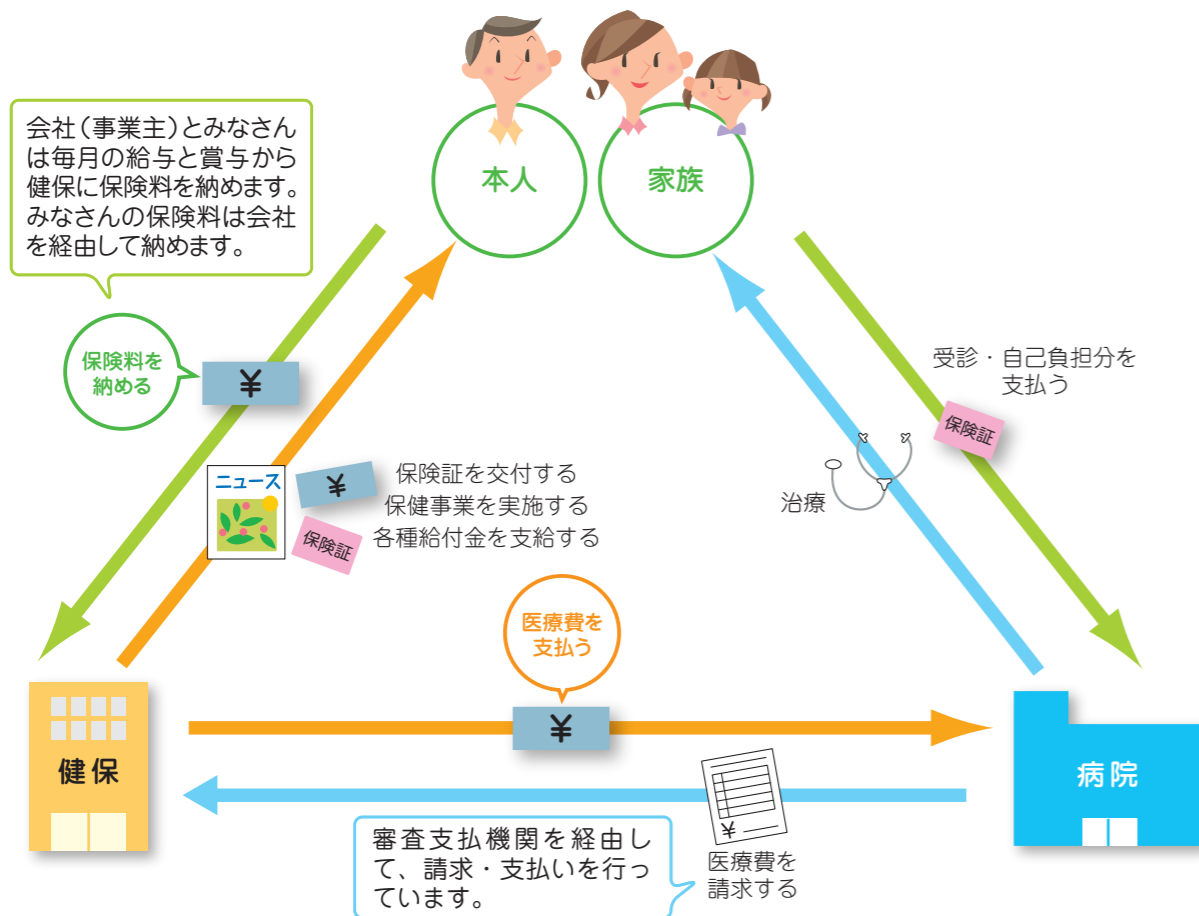 本人
家族
会社(事業主)とみなさん
は毎月の給与と賞与から
健保に保険料を納めます。
みなさんの保険料は会社
を経由して納めます。
保険料を
納める
¥
受診・自己負担分を
支払う
保険証
ニュース
¥
保険証
保険証を交付する
保健事業を実施する
各種給付金を支給する
治療
医療費を
支払う
¥
健保
病院
審査支払機関を経由し
て、請求・支払いを行っ
ています。
¥
医療費を
請求する